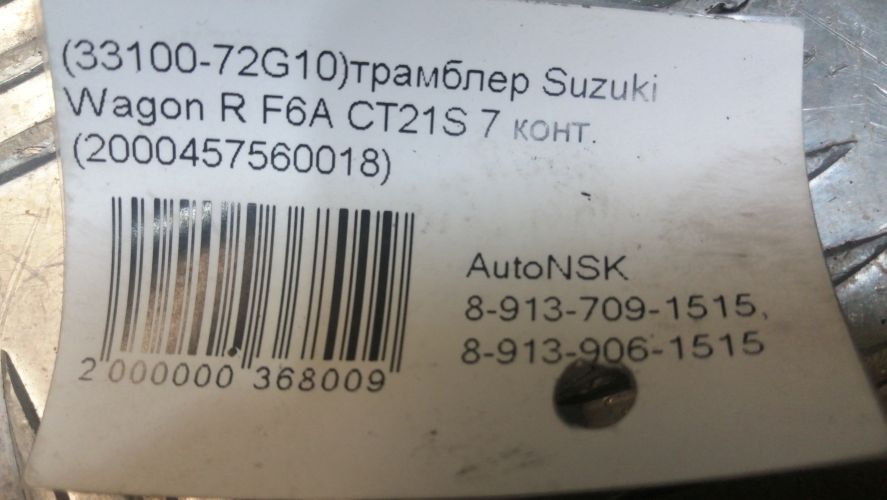 (33100-72G10)трамблер Suzuki
Wagon R F6A CT21S 7 конт.
(2000457560018)
AutoNSK
8-913-709-1515,
8-913-906-1515
2 000000 368009